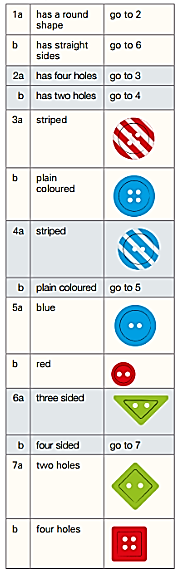 1a has a round go to 2
shape
b has straight go to 6
sides
2a has four holes go to 3
b has two holes go to 4
3a striped
b plain
coloured
4a striped
b plain coloured go to 5
5a blue
b red
6a three sided
b four sided go to 7
7a two holes
b four holes